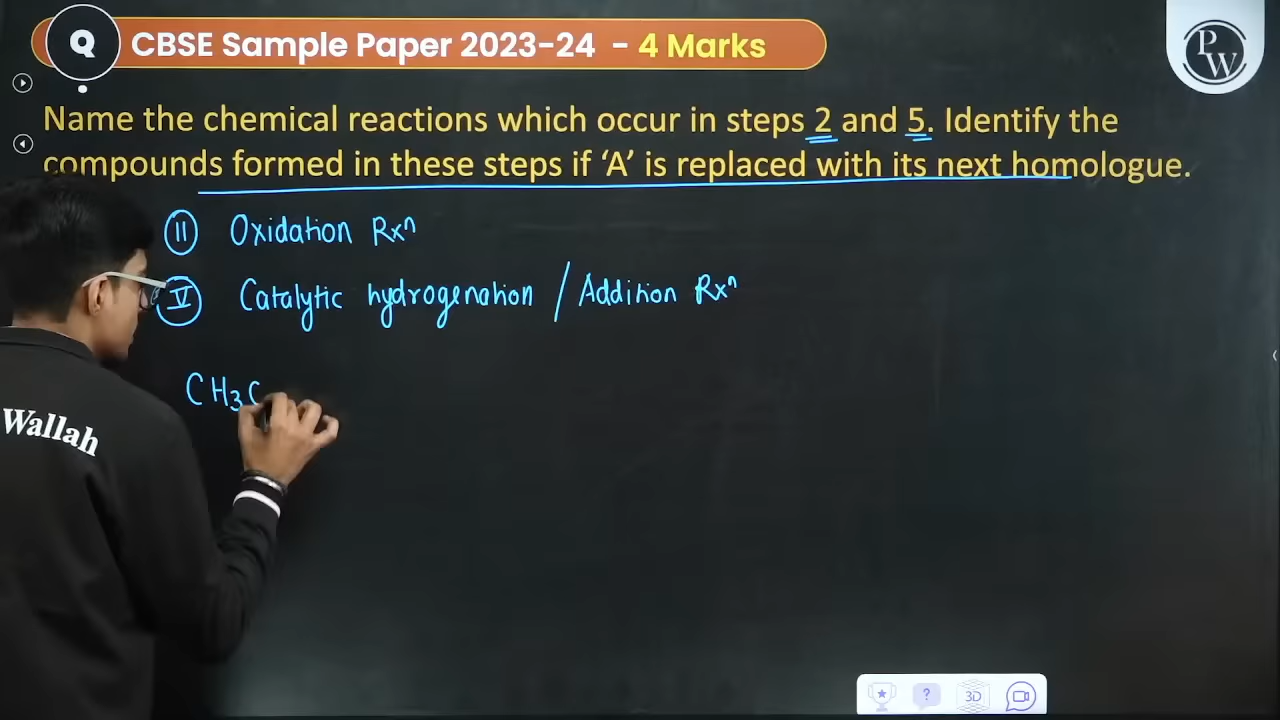 Q CBSE Sample Paper 2023-24 - 4 Marks
PW
Name the chemical reactions which occur in steps 2 and 5. Identify the
compounds formed in these steps if ‘A’ is replaced with its next homologue.
II Oxidation Rxⁿ
V Catalytic hydrogenation / Addition Rxⁿ
CH₃C
Wallah
? 3D